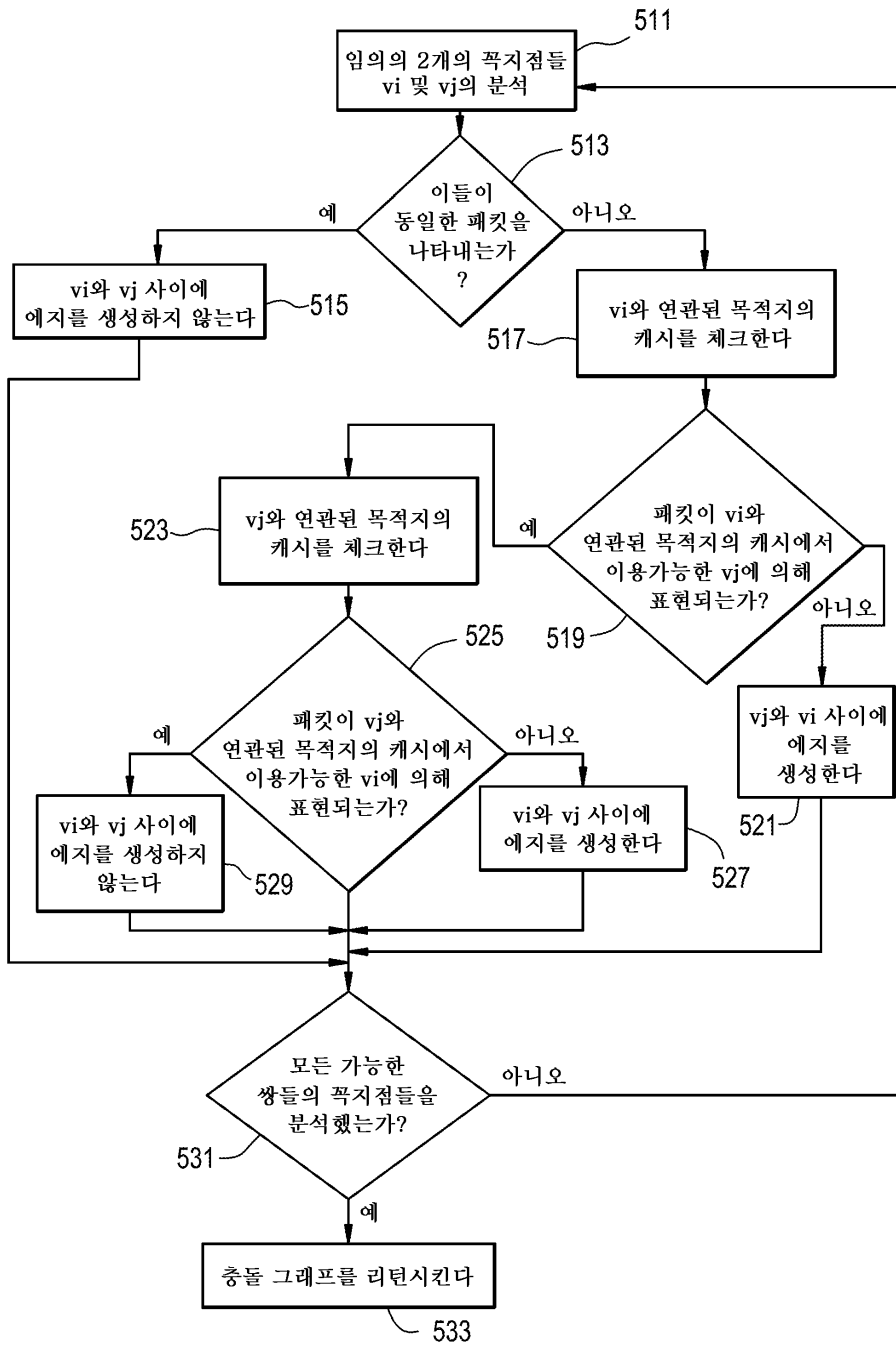 511
임의의 2개의 꼭지점들
vi 및 vj의 분석
513
이들이
동일한 패킷을
나타내는가
?
예
아니오
vi와 vj 사이에
에지를 생성하지 않는다
515
vi와 연관된 목적지의
캐시를 체크한다
517
523
vj와 연관된 목적지의
캐시를 체크한다
예
패킷이 vi와
연관된 목적지의 캐시에서
이용가능한 vj에 의해
표현되는가?
아니오
519
525
패킷이 vj와
연관된 목적지의 캐시에서
이용가능한 vi에 의해
표현되는가?
예
아니오
vj와 vi 사이에
에지를
생성한다
521
vi와 vj 사이에
에지를 생성하지
않는다
529
vi와 vj 사이에
에지를 생성한다
527
모든 가능한
쌍들의 꼭지점들을
분석했는가?
아니오
531
예
충돌 그래프를 리턴시킨다
533